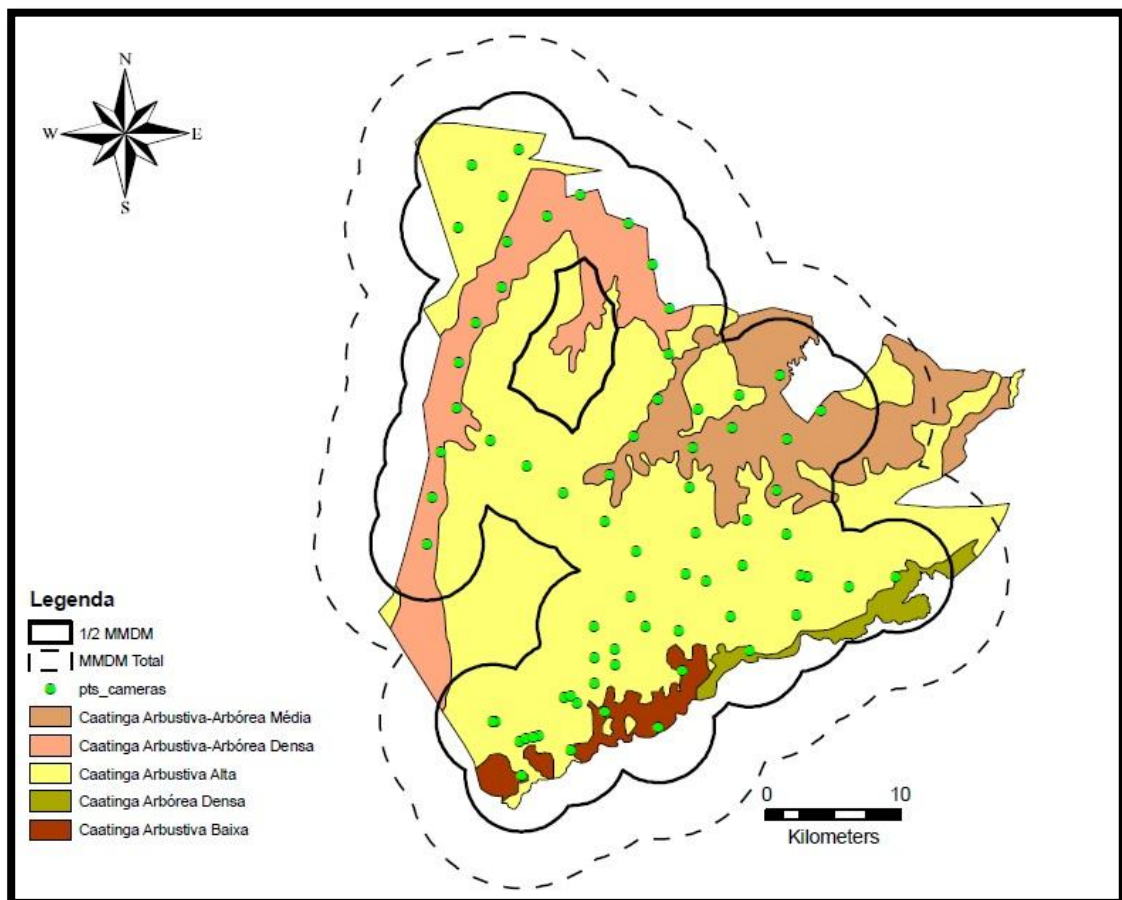 N
W E
S
Legenda
1/2 MMDM
MMDM Total
pts_cameras
Caatinga Arbustiva-Arbórea Média
Caatinga Arbustiva-Arbórea Densa
Caatinga Arbustiva Alta
Caatinga Arbórea Densa
Caatinga Arbustiva Baixa
0 10
Kilometers